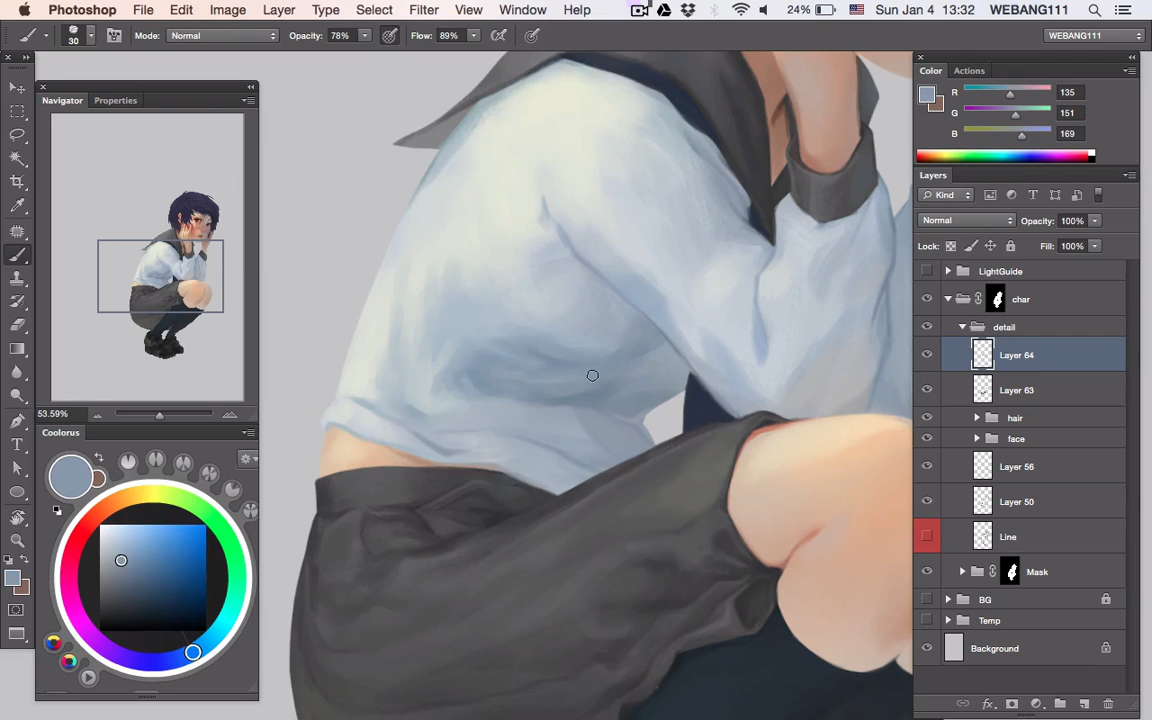 Photoshop File Edit Image Layer Type Select Filter View Window Help 24% Sun Jan 4 13:32 WEBANG111
30 Mode: Normal Opacity: 78% Flow: 89% WEBANG111
Navigator Properties
53.59%
Coolorus
Color Actions
R 135
G 151
B 169
Layers
Kind
Normal Opacity: 100%
Lock: Fill: 100%
LightGuide
char
detail
Layer 64
Layer 63
hair
face
Layer 56
Layer 50
Line
Mask
BG
Temp
Background